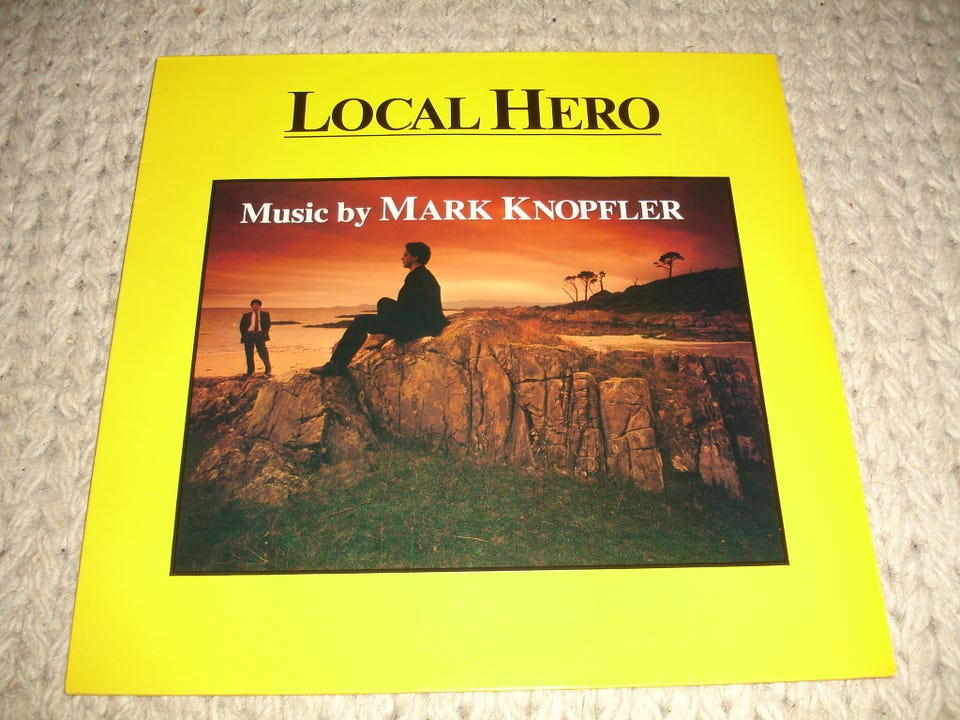 LOCAL HERO
Music by MARK KNOPFLER